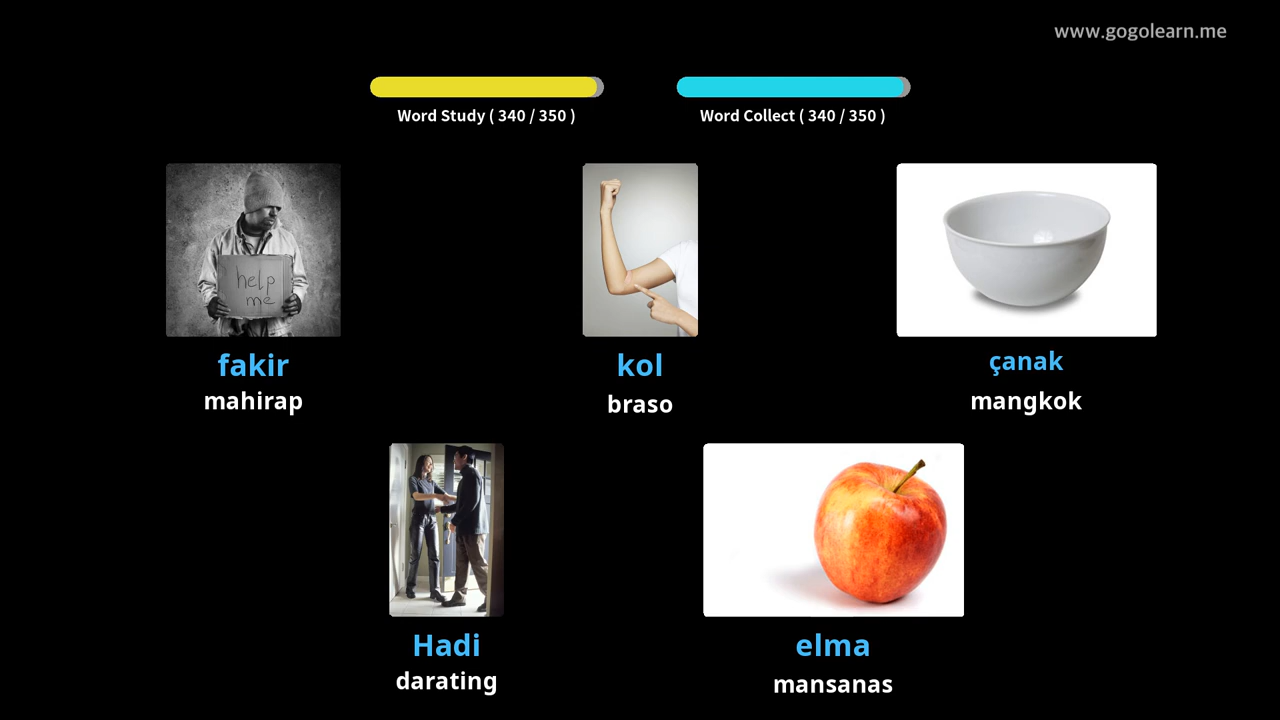 www.gogolearn.me
Word Study ( 340 / 350 )
Word Collect ( 340 / 350 )
help
me
fakir
mahirap
kol
braso
çanak
mangkok
Hadi
darating
elma
mansanas